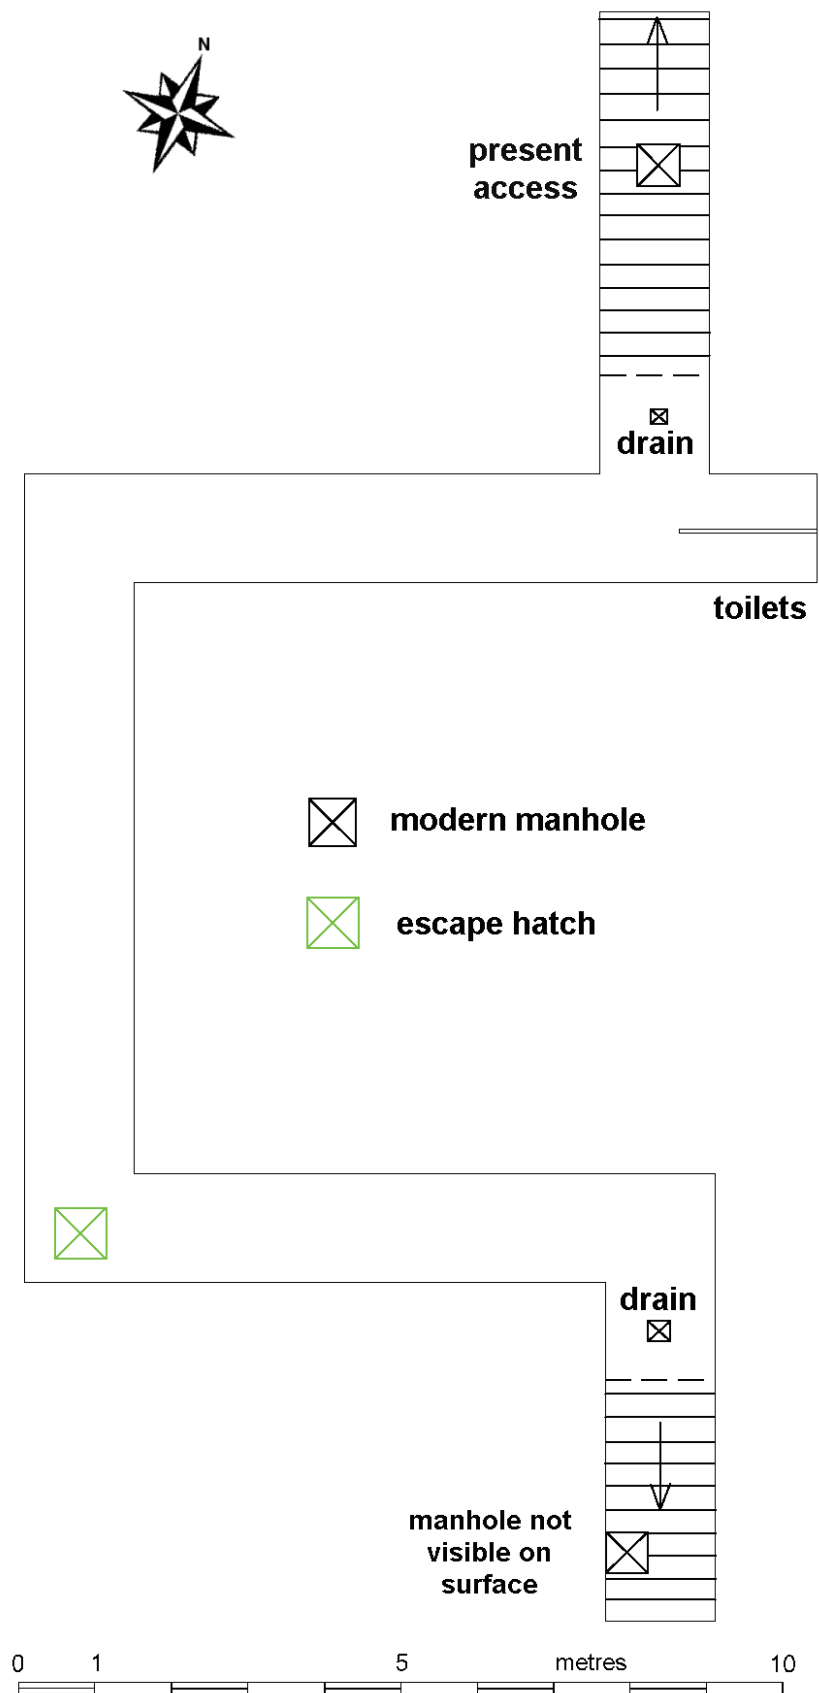 N
present
access
drain
toilets
modern manhole
escape hatch
drain
manhole not
visible on
surface
0 1 5 metres 10